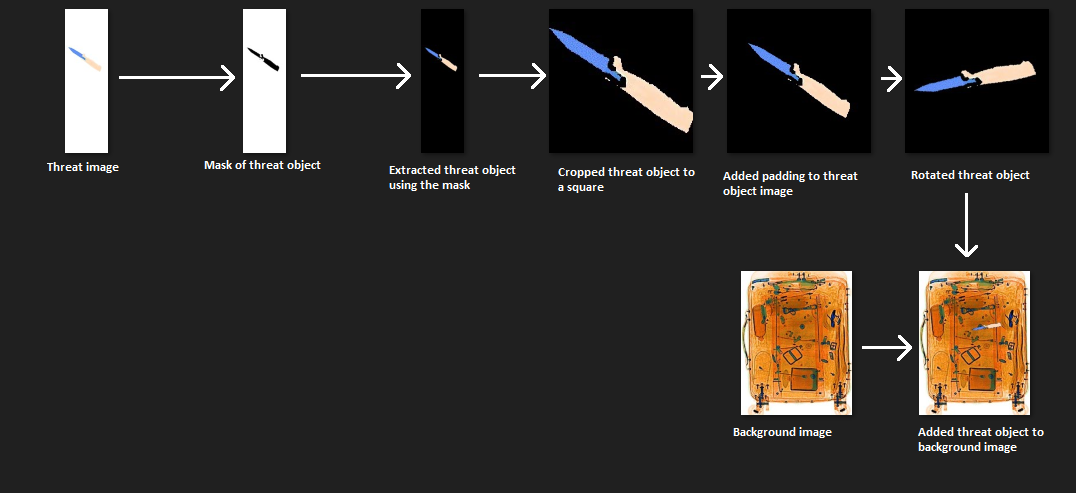 Threat image
Mask of threat object
Extracted threat object
using the mask
Cropped threat object to
a square
Added padding to threat
object image
Rotated threat object
Background image
Added threat object to
background image